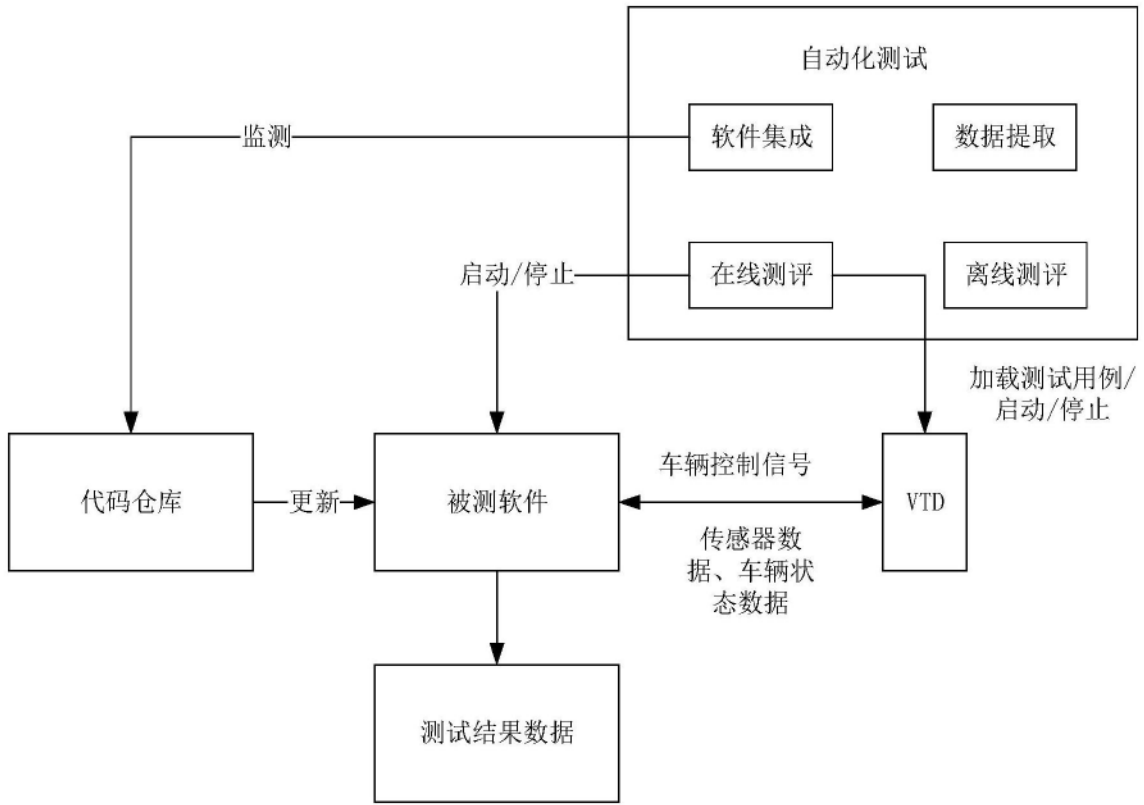 自动化测试
监测
软件集成
数据提取
启动/停止
在线测评
离线测评
加载测试用例/
启动/停止
代码仓库
更新
被测软件
车辆控制信号
VTD
传感器数
据、车辆状
态数据
测试结果数据